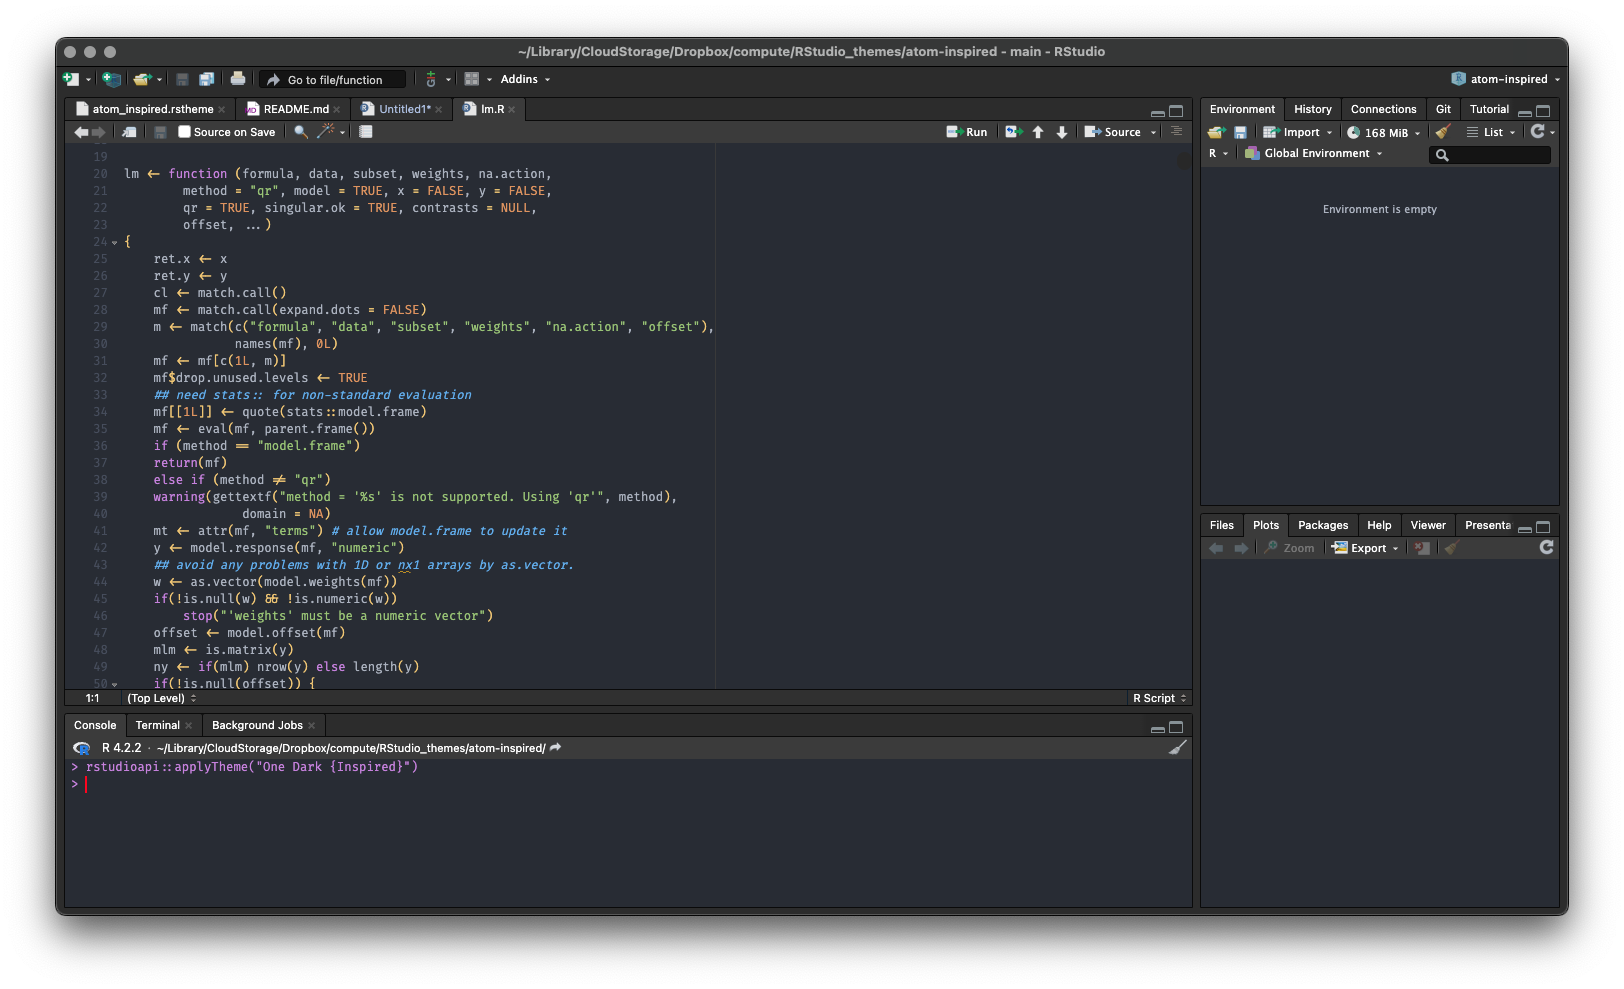 ~/Library/CloudStorage/Dropbox/compute/RStudio_themes/atom-inspired - main - RStudio
Go to file/function
Addins
atom-inspired
atom_inspired.rstheme
README.md
Untitled1*
lm.R
Source on Save
Run
Source
19
20 lm <- function (formula, data, subset, weights, na.action,
21 method = "qr", model = TRUE, x = FALSE, y = FALSE,
22 qr = TRUE, singular.ok = TRUE, contrasts = NULL,
23 offset, ...)
24 {
25 ret.x <- x
26 ret.y <- y
27 cl <- match.call()
28 mf <- match.call(expand.dots = FALSE)
29 m <- match(c("formula", "data", "subset", "weights", "na.action", "offset"),
30 names(mf), 0L)
31 mf <- mf[c(1L, m)]
32 mf$drop.unused.levels <- TRUE
33 ## need stats:: for non-standard evaluation
34 mf[[1L]] <- quote(stats::model.frame)
35 mf <- eval(mf, parent.frame())
36 if (method == "model.frame")
37 return(mf)
38 else if (method != "qr")
39 warning(gettextf("method = '%s' is not supported. Using 'qr'", method),
40 domain = NA)
41 mt <- attr(mf, "terms") # allow model.frame to update it
42 y <- model.response(mf, "numeric")
43 ## avoid any problems with 1D or nx1 arrays by as.vector.
44 w <- as.vector(model.weights(mf))
45 if(!is.null(w) && !is.numeric(w))
46 stop("'weights' must be a numeric vector")
47 offset <- model.offset(mf)
48 mlm <- is.matrix(y)
49 ny <- if(mlm) nrow(y) else length(y)
50 if(!is.null(offset)) {
1:1 (Top Level) R Script
Console
Terminal
Background Jobs
R 4.2.2 · ~/Library/CloudStorage/Dropbox/compute/RStudio_themes/atom-inspired/
> rstudioapi::applyTheme("One Dark {Inspired}")
>
Environment
History
Connections
Git
Tutorial
Import
168 MiB
List
R
Global Environment
Environment is empty
Files
Plots
Packages
Help
Viewer
Presenta
Zoom
Export